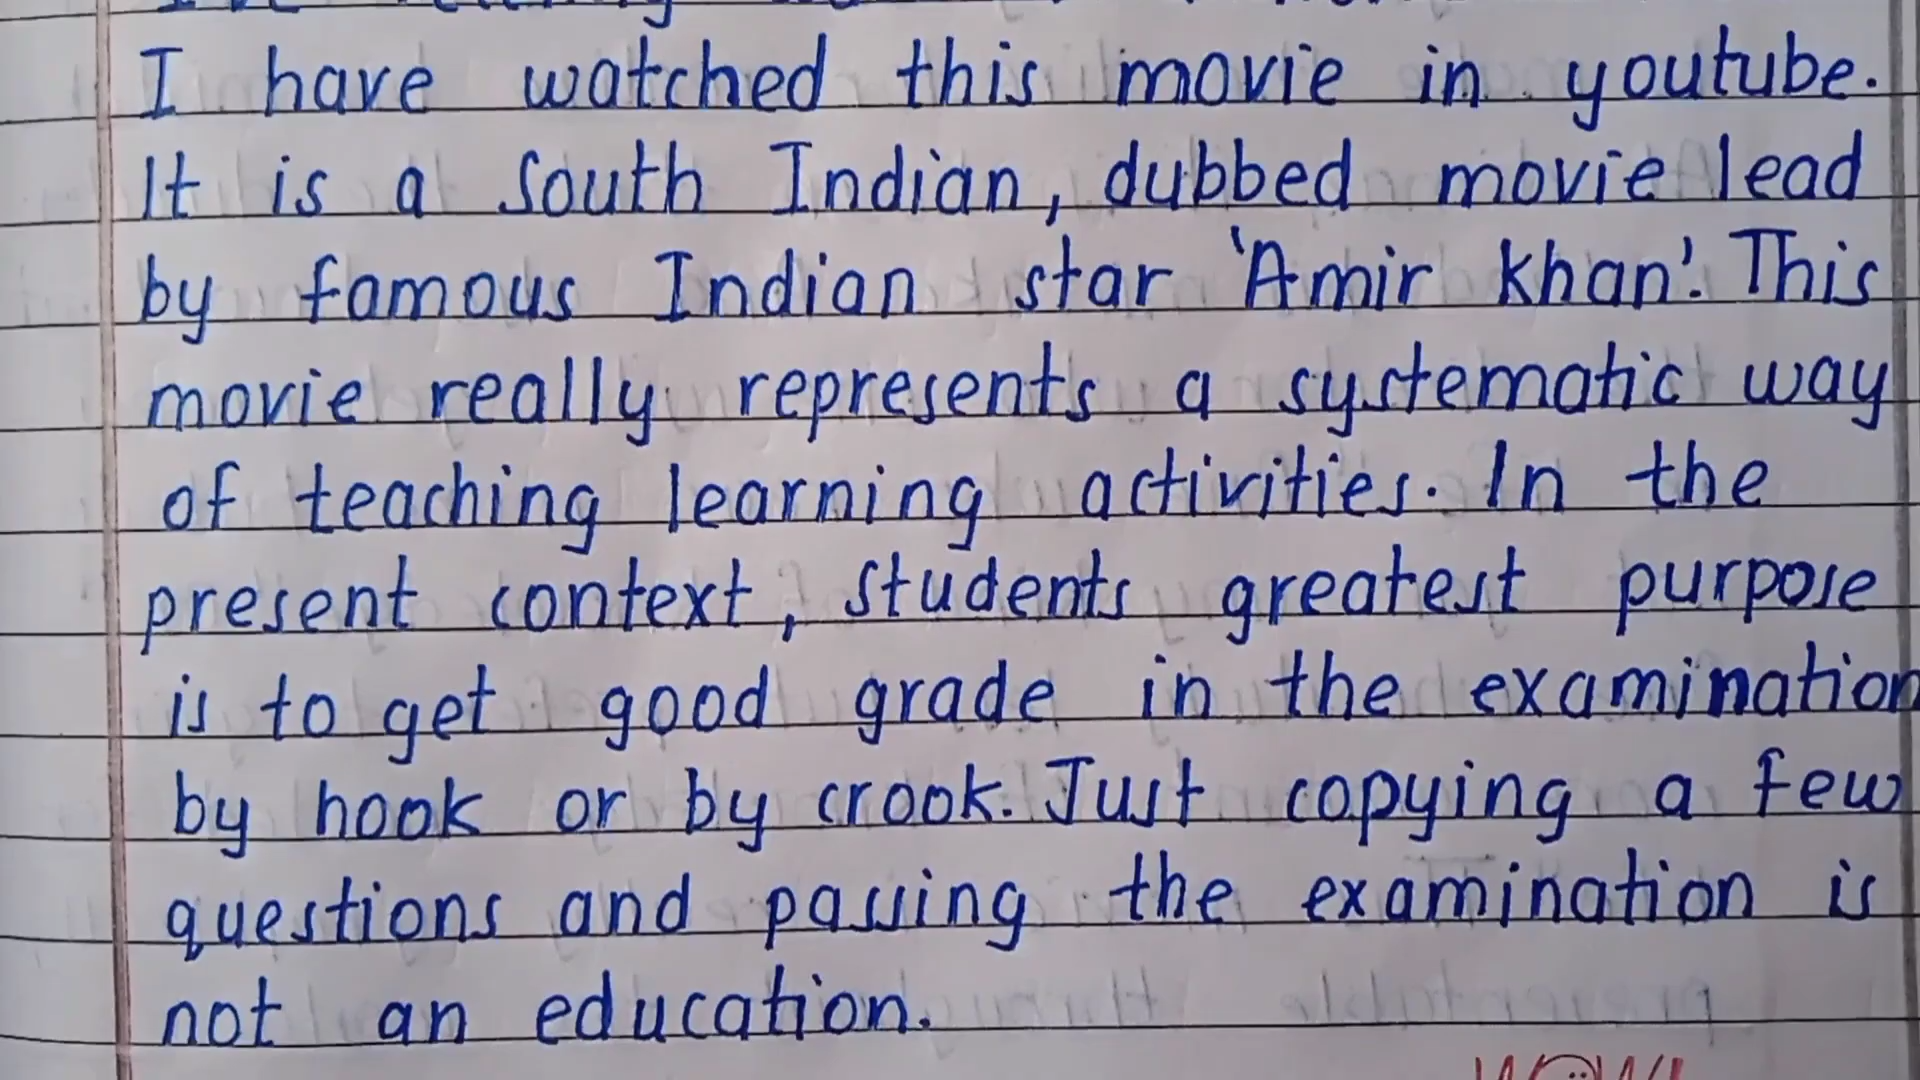 I have watched this movie in youtube.
It is a South Indian, dubbed movie lead
by famous Indian star 'Amir Khan'. This
movie really represents a systematic way
of teaching learning activities. In the
present context, students greatest purpose
is to get good grade in the examination
by hook or by crook. Just copying a few
questions and passing the examination is
not an education.
WOW!